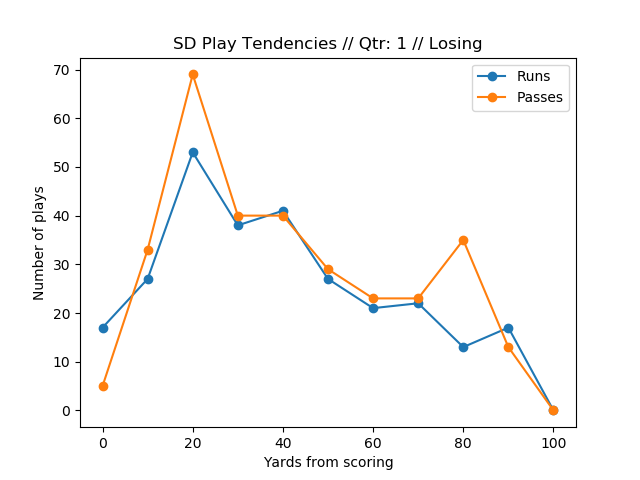 SD Play Tendencies // Qtr: 1 // Losing
Runs
Passes
Number of plays
70
60
50
40
30
20
10
0
0 20 40 60 80 100
Yards from scoring